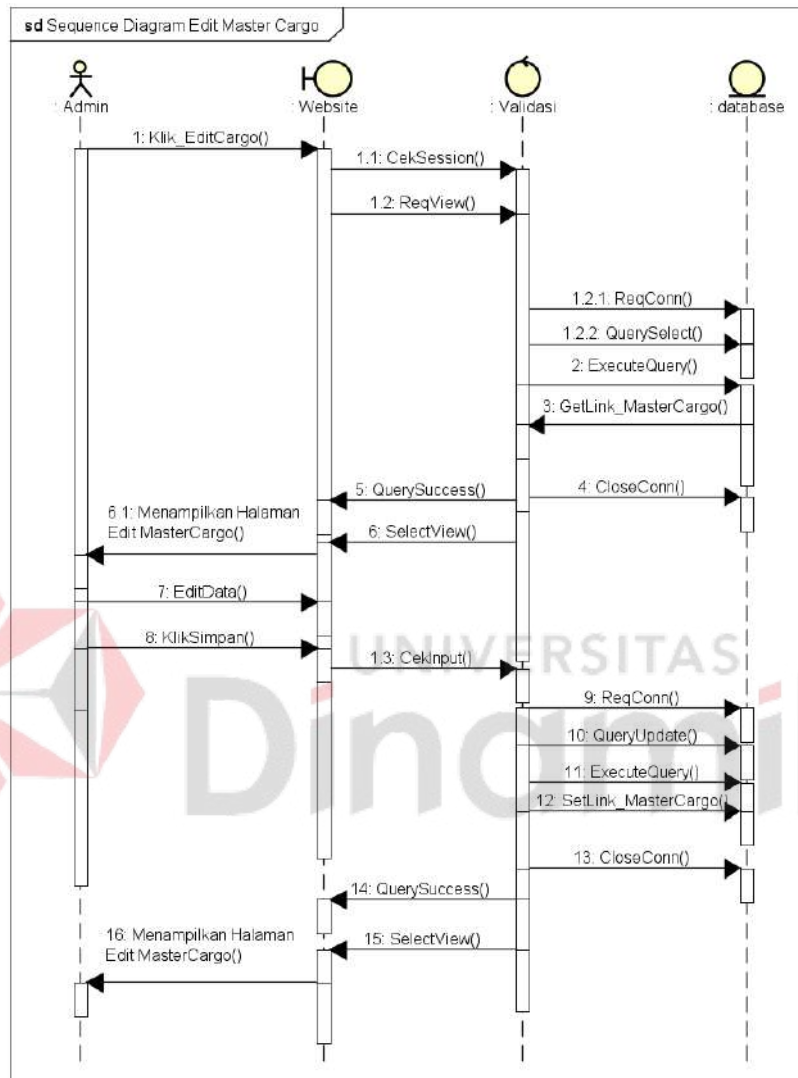 sd Sequence Diagram Edit Master Cargo
: Admin
: Website
: Validasi
: database
1: Klik_EditCargo()
1.1: CekSession()
1.2: ReqView()
1.2.1: ReqConn()
1.2.2: QuerySelect()
2: ExecuteQuery()
3: GetLink_MasterCargo()
5: QuerySuccess()
4: CloseConn()
6.1: Menampilkan Halaman
Edit MasterCargo()
6: SelectView()
7: EditData()
8: KlikSimpan()
1.3: CekInput()
UNIVERSITAS
Dinami
9: ReqConn()
10: QueryUpdate()
11: ExecuteQuery()
12: SetLink_MasterCargo()
13: CloseConn()
14: QuerySuccess()
16: Menampilkan Halaman
Edit MasterCargo()
15: SelectView()